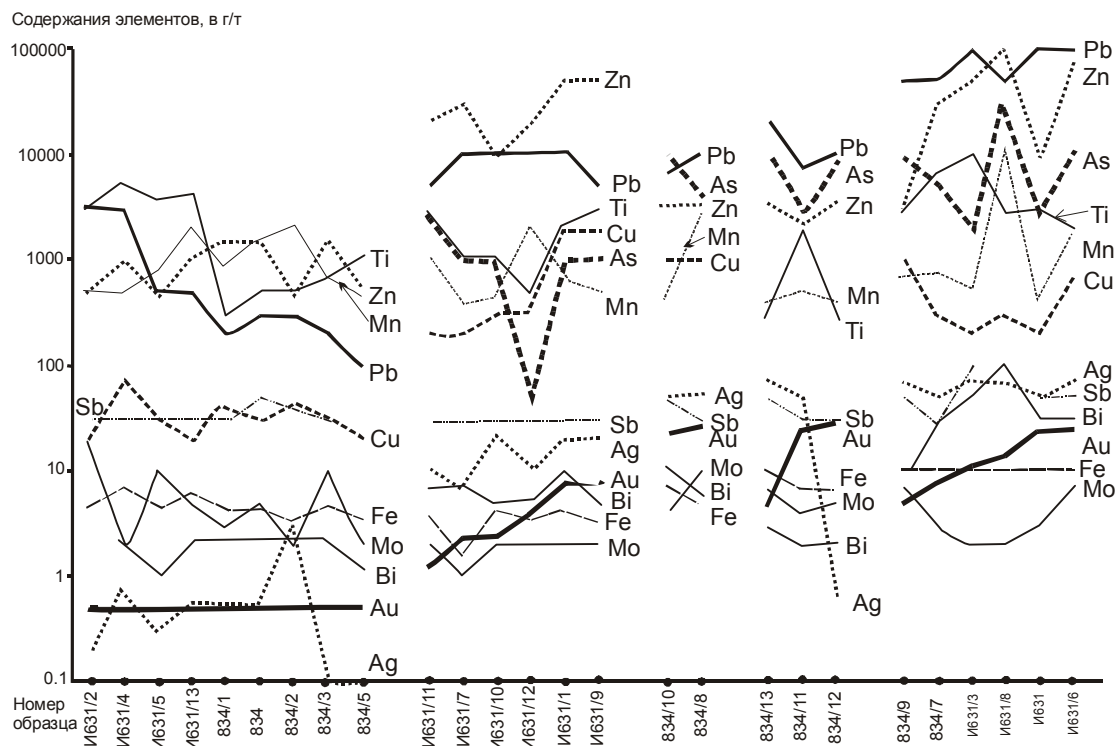 Содержания элементов, в г/т
100000
10000
1000
100
10
1
0.1
Ti
Zn
Mn
Pb
Sb
Cu
Fe
Mo
Bi
Au
Ag
Zn
Pb
Ti
Cu
As
Mn
Sb
Ag
Au
Bi
Fe
Mo
Pb
As
Zn
Mn
Cu
Ag
Sb
Au
Mo
Bi
Fe
Pb
As
Zn
Mn
Ti
Sb
Au
Fe
Mo
Bi
Ag
Pb
Zn
As
Ti
Mn
Cu
Ag
Sb
Bi
Au
Fe
Mo
Номер
образца
И631/2
И631/4
И631/5
И631/13
834/1
834
834/2
834/3
834/5
И631/11
И631/7
И631/10
И631/12
И631/1
И631/9
834/10
834/8
834/13
834/11
834/12
834/9
834/7
И631/3
И631/8
И631
И631/6